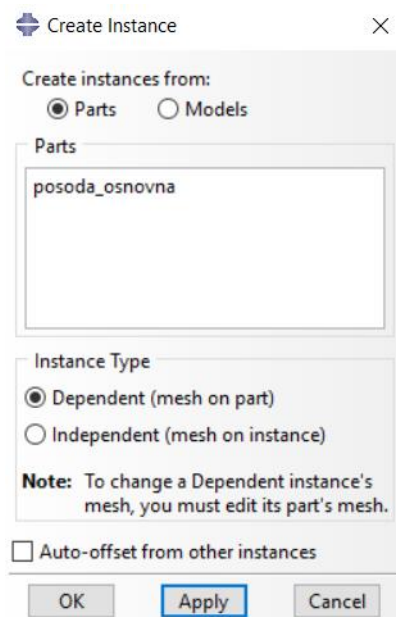 Create Instance
Create instances from:
Parts Models
Parts
posoda_osnovna
Instance Type
Dependent (mesh on part)
Independent (mesh on instance)
Note: To change a Dependent instance's
mesh, you must edit its part's mesh.
Auto-offset from other instances
OK Apply Cancel